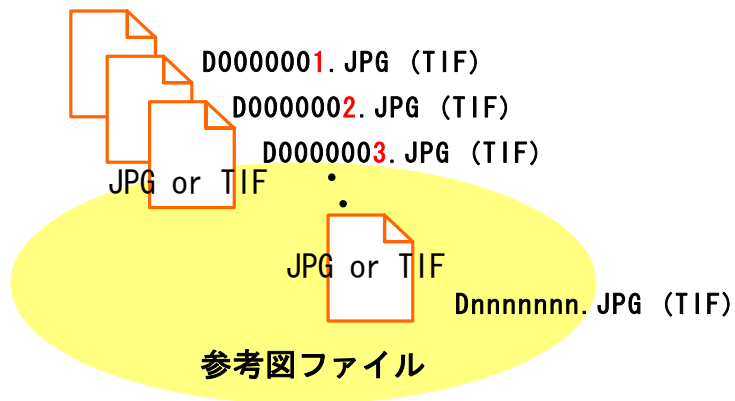 D0000001.JPG (TIF)
D0000002.JPG (TIF)
D0000003.JPG (TIF)
JPG or TIF
JPG or TIF
Dnnnnnnn.JPG (TIF)
参考図ファイル